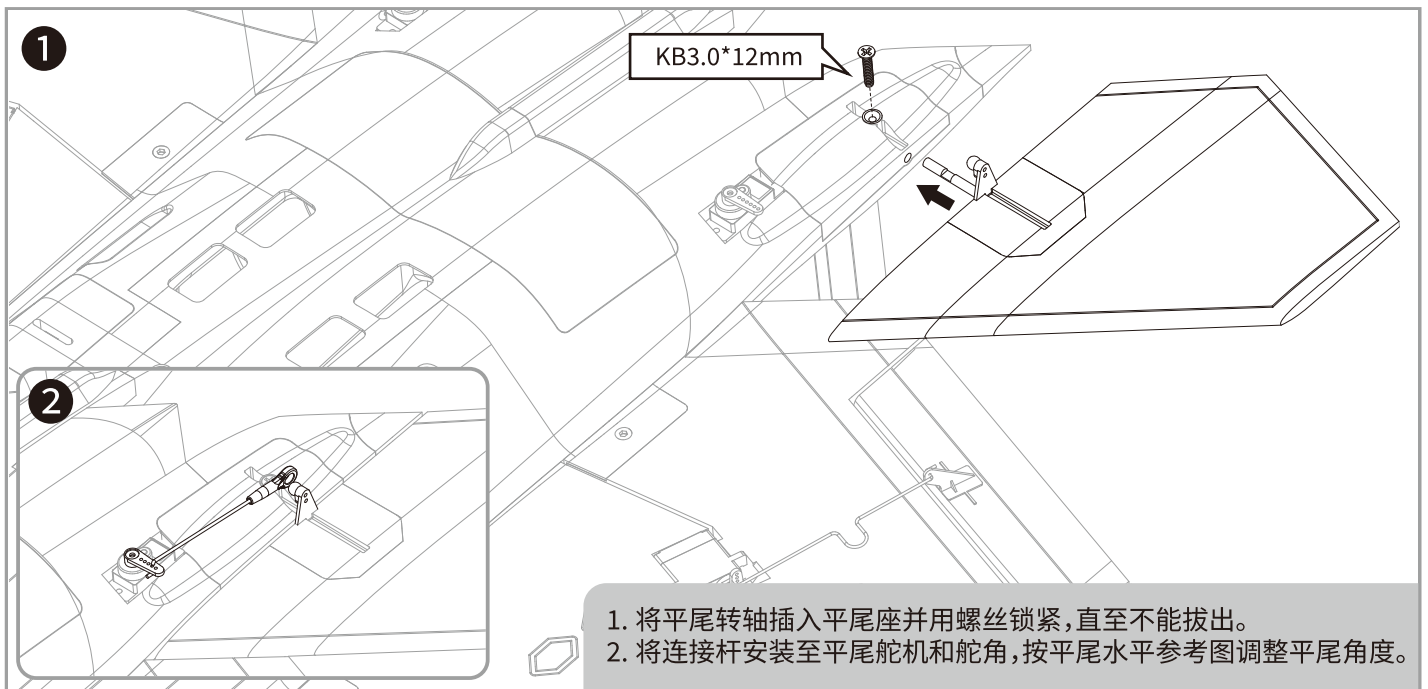 1
KB3.0*12mm
2
1. 将平尾转轴插入平尾座并用螺丝锁紧,直至不能拔出。
2. 将连接杆安装至平尾舵机和舵角,按平尾水平参考图调整平尾角度。